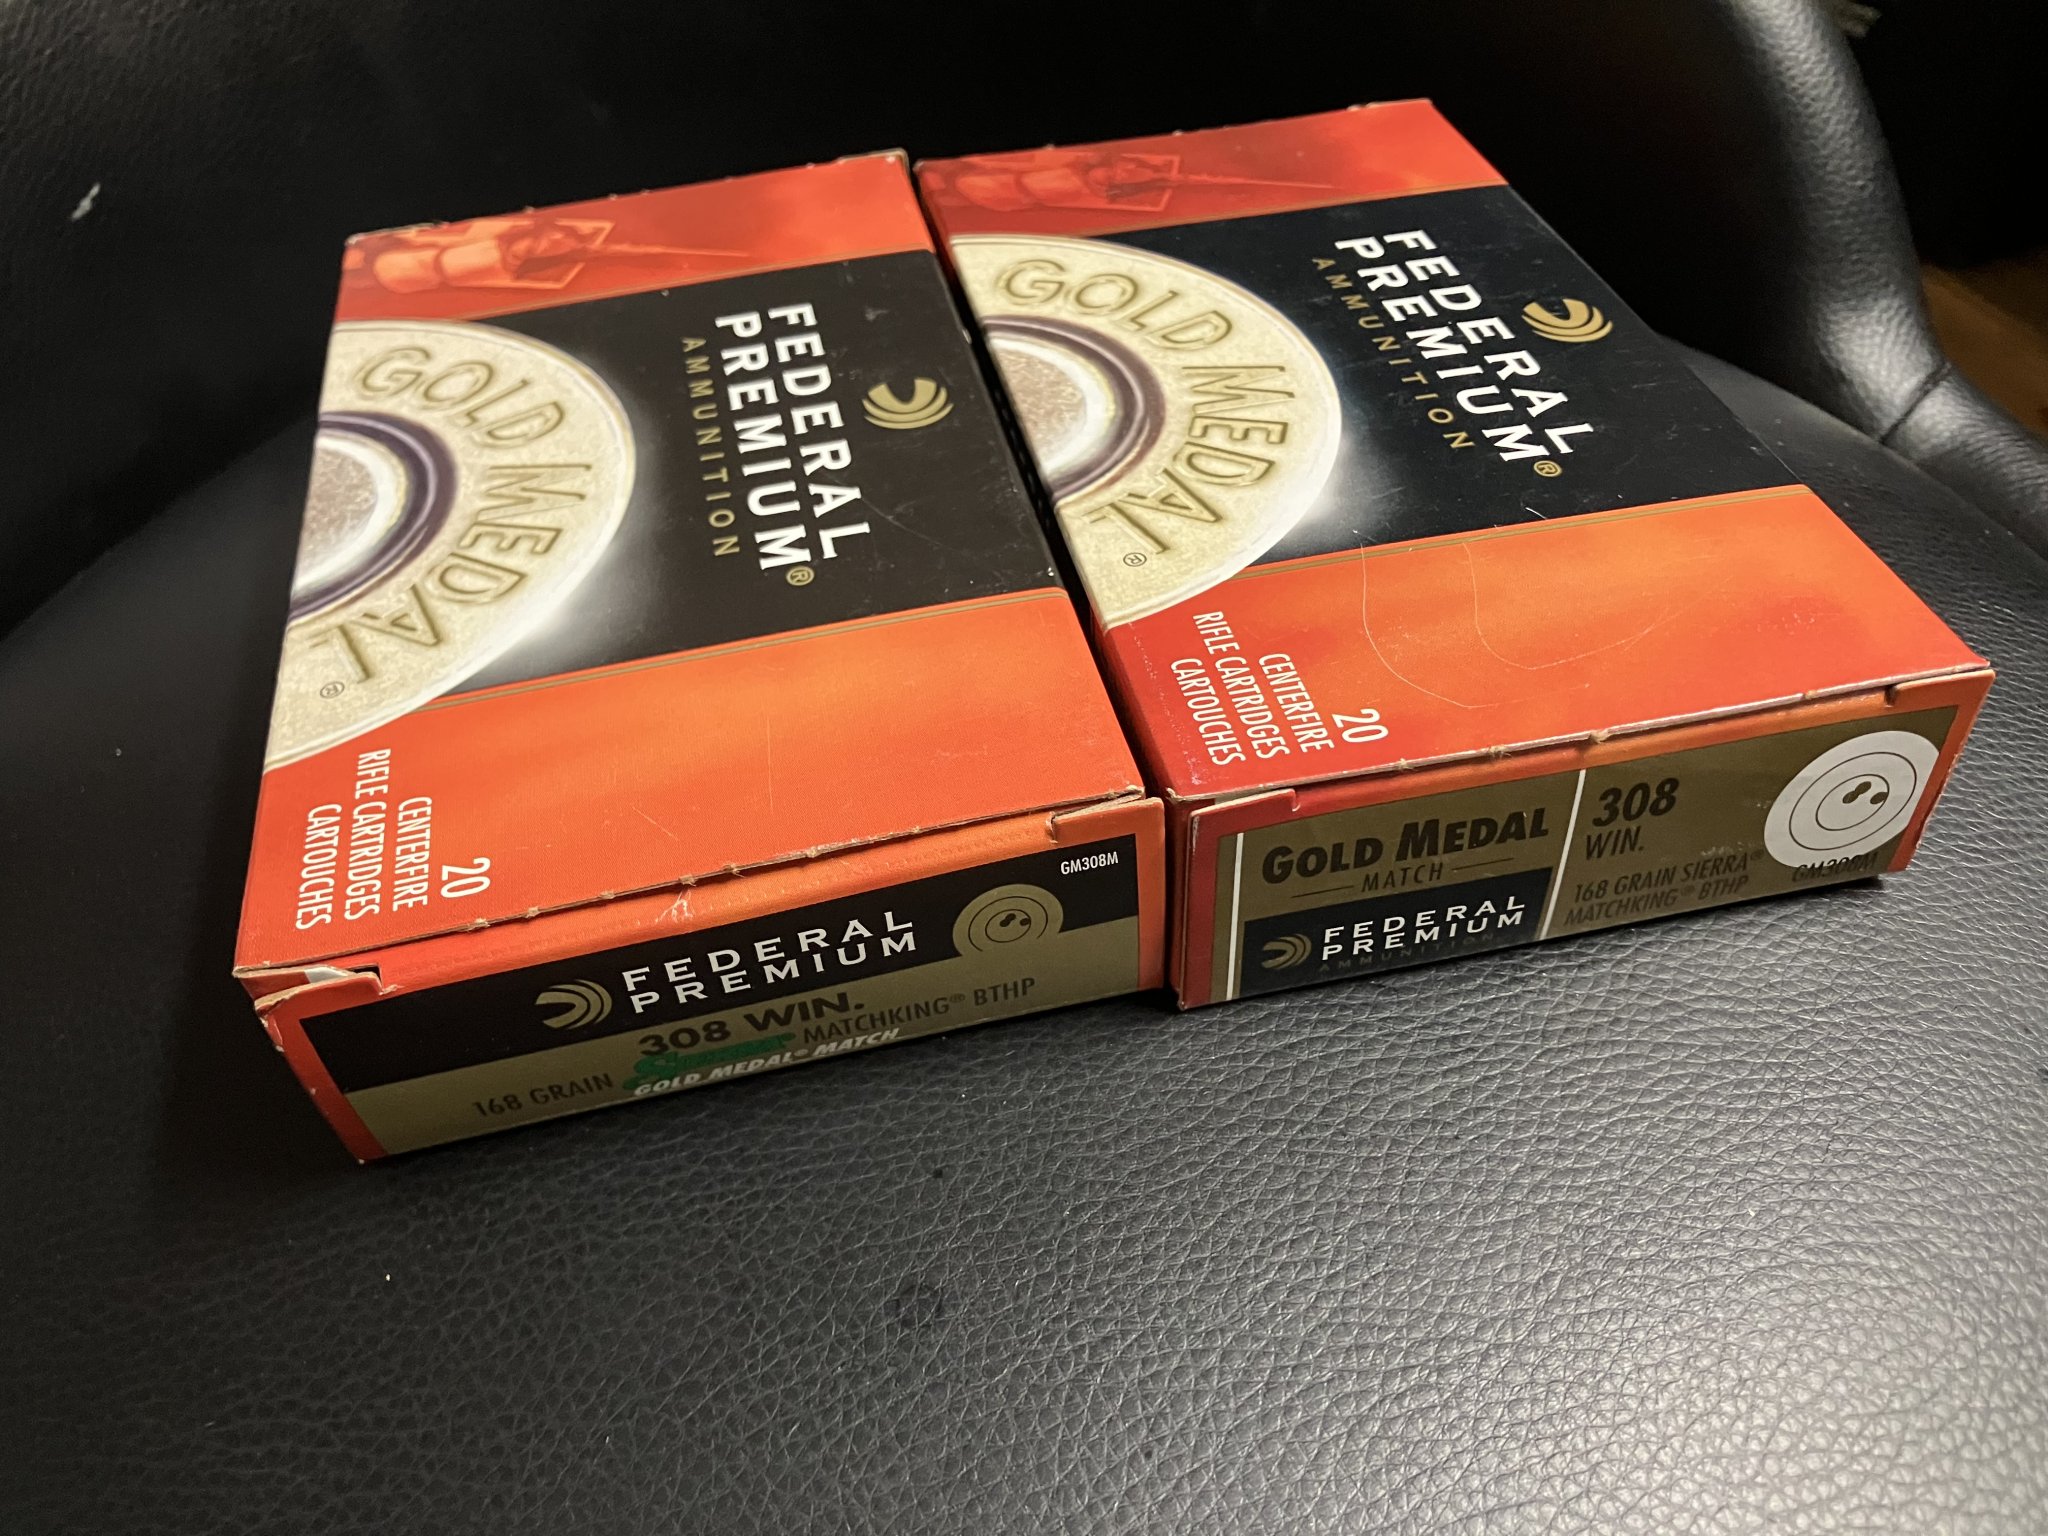 GOLD MEDAL®
FEDERAL
PREMIUM®
AMMUNITION
20
CENTERFIRE
RIFLE CARTRIDGES
CARTOUCHES
GM308M
FEDERAL
PREMIUM
308 WIN.
168 GRAIN Sierra® MATCHKING® BTHP
GOLD MEDAL® MATCH
GOLD MEDAL®
FEDERAL
PREMIUM®
AMMUNITION
20
CENTERFIRE
RIFLE CARTRIDGES
CARTOUCHES
GOLD MEDAL
MATCH
FEDERAL
PREMIUM
AMMUNITION
308
WIN.
168 GRAIN SIERRA®
MATCHKING® BTHP
GM308M